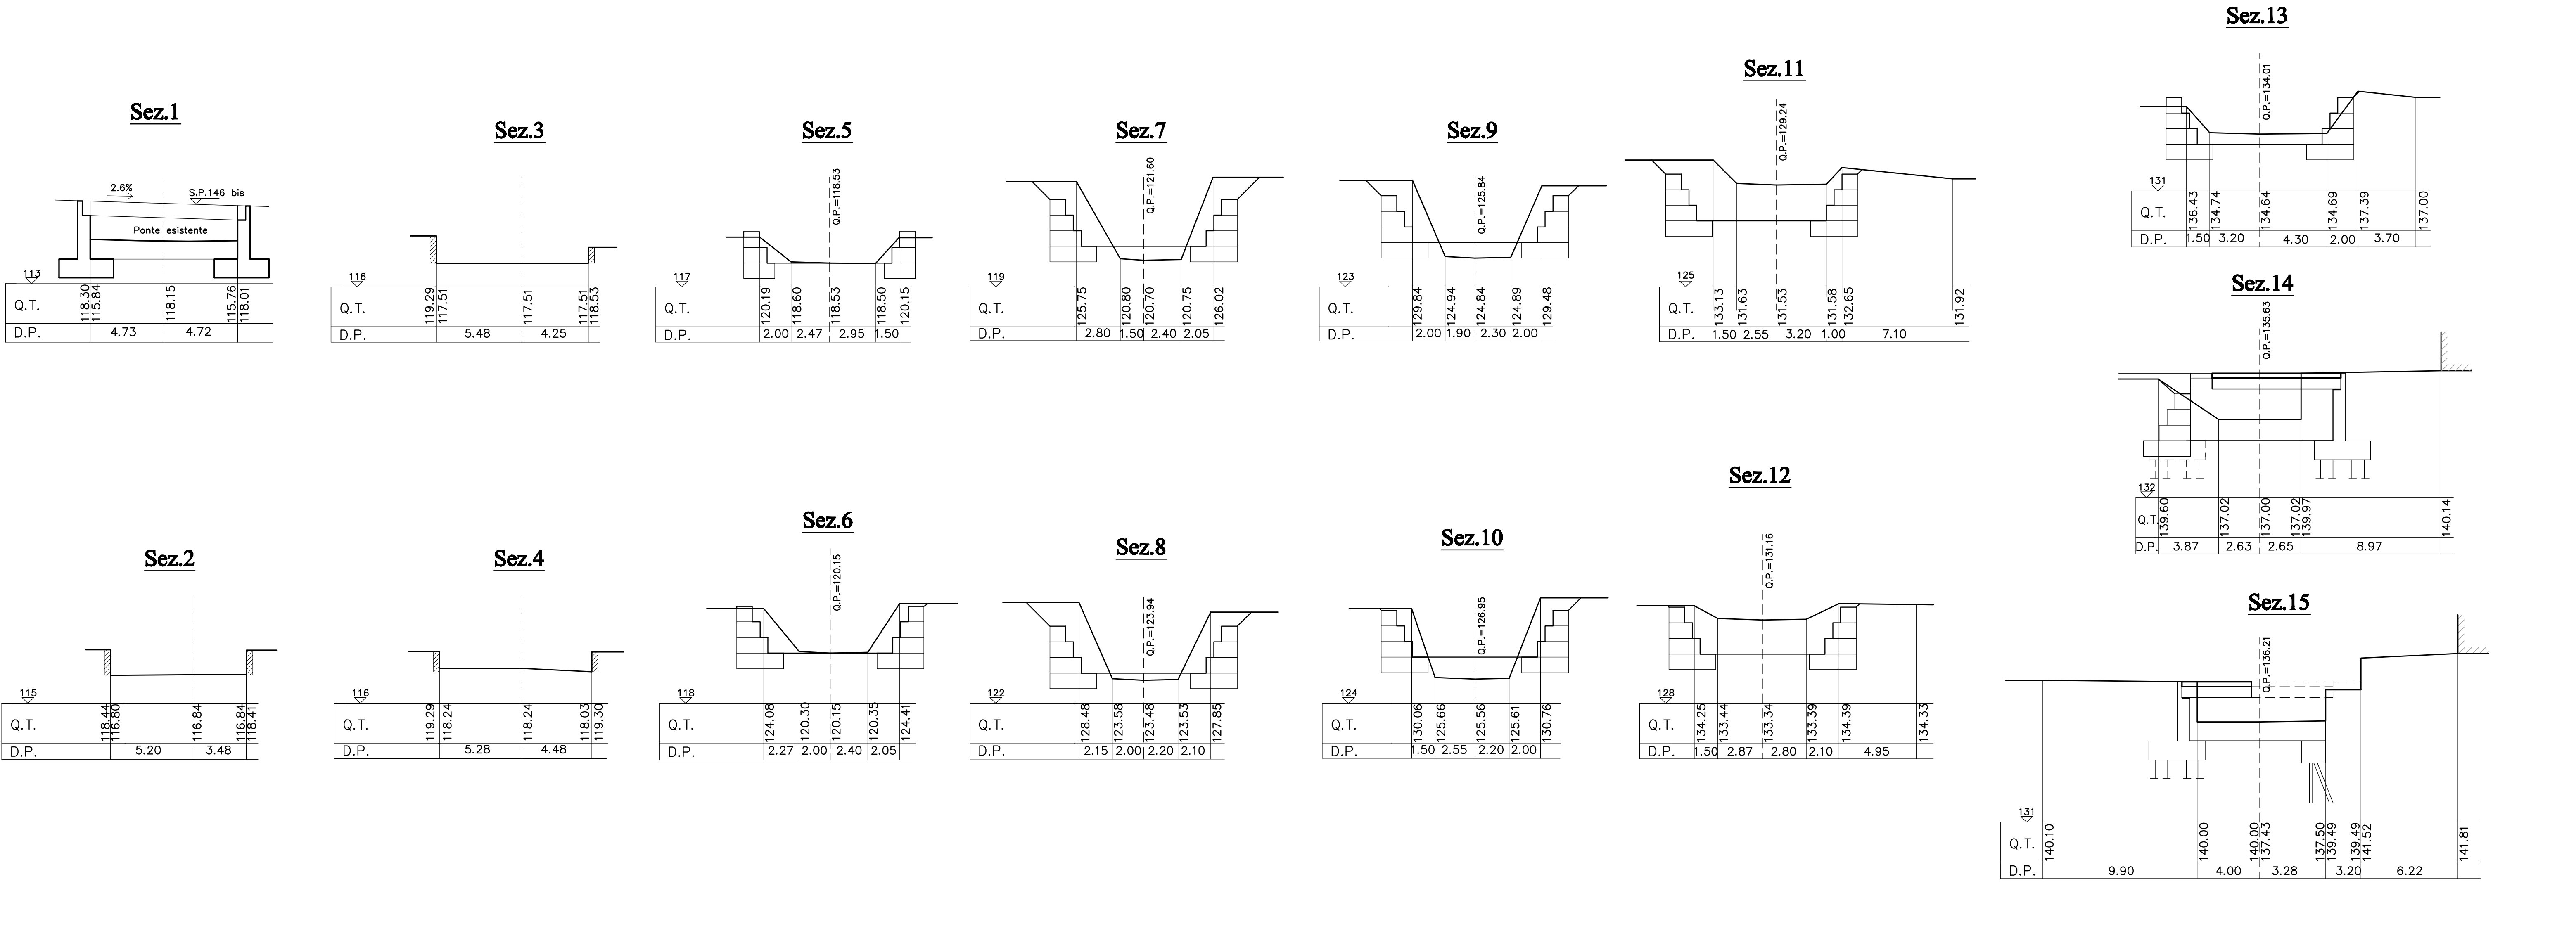 Sez.1
2.6%
S.P.146 bis
Ponte esistente
113
Q.T. 118.30 115.84 118.15 115.76 118.01
D.P. 4.73 4.72
Sez.3
116
Q.T. 119.29 117.51 117.51 117.51 118.53
D.P. 5.48 4.25
Sez.5
Q.P.=118.53
117
Q.T. 120.19 118.60 118.53 118.50 120.15
D.P. 2.00 2.47 2.95 1.50
Sez.7
Q.P.=121.60
119
Q.T. 125.75 120.80 120.70 120.75 126.02
D.P. 2.80 1.50 2.40 2.05
Sez.9
Q.P.=125.84
123
Q.T. 129.84 124.94 124.84 124.89 129.48
D.P. 2.00 1.90 2.30 2.00
Sez.11
Q.P.=129.24
125
Q.T. 133.13 131.63 131.53 131.58 132.65 131.92
D.P. 1.50 2.55 3.20 1.00 7.10
Sez.13
Q.P.=134.01
131
Q.T. 136.43 134.74 134.64 134.69 137.39 137.00
D.P. 1.50 3.20 4.30 2.00 3.70
Sez.14
Q.P.=135.63
132
Q.T. 139.60 137.02 137.00 137.02 139.97 140.14
D.P. 3.87 2.63 2.65 8.97
Sez.2
115
Q.T. 118.44 116.80 116.84 116.84 118.41
D.P. 5.20 3.48
Sez.4
116
Q.T. 119.29 118.24 118.24 118.03 119.30
D.P. 5.28 4.48
Sez.6
Q.P.=120.15
118
Q.T. 124.08 120.30 120.15 120.35 124.41
D.P. 2.27 2.00 2.40 2.05
Sez.8
Q.P.=123.94
122
Q.T. 128.48 123.58 123.48 123.53 127.85
D.P. 2.15 2.00 2.20 2.10
Sez.10
Q.P.=126.95
124
Q.T. 130.06 125.66 125.56 125.61 130.76
D.P. 1.50 2.55 2.20 2.00
Sez.12
Q.P.=131.16
128
Q.T. 134.25 133.44 133.34 133.39 134.39 134.33
D.P. 1.50 2.87 2.80 2.10 4.95
Sez.15
Q.P.=136.21
131
Q.T. 140.10 140.00 140.00 137.43 137.50 139.49 139.49 141.52 141.81
D.P. 9.90 4.00 3.28 3.20 6.22